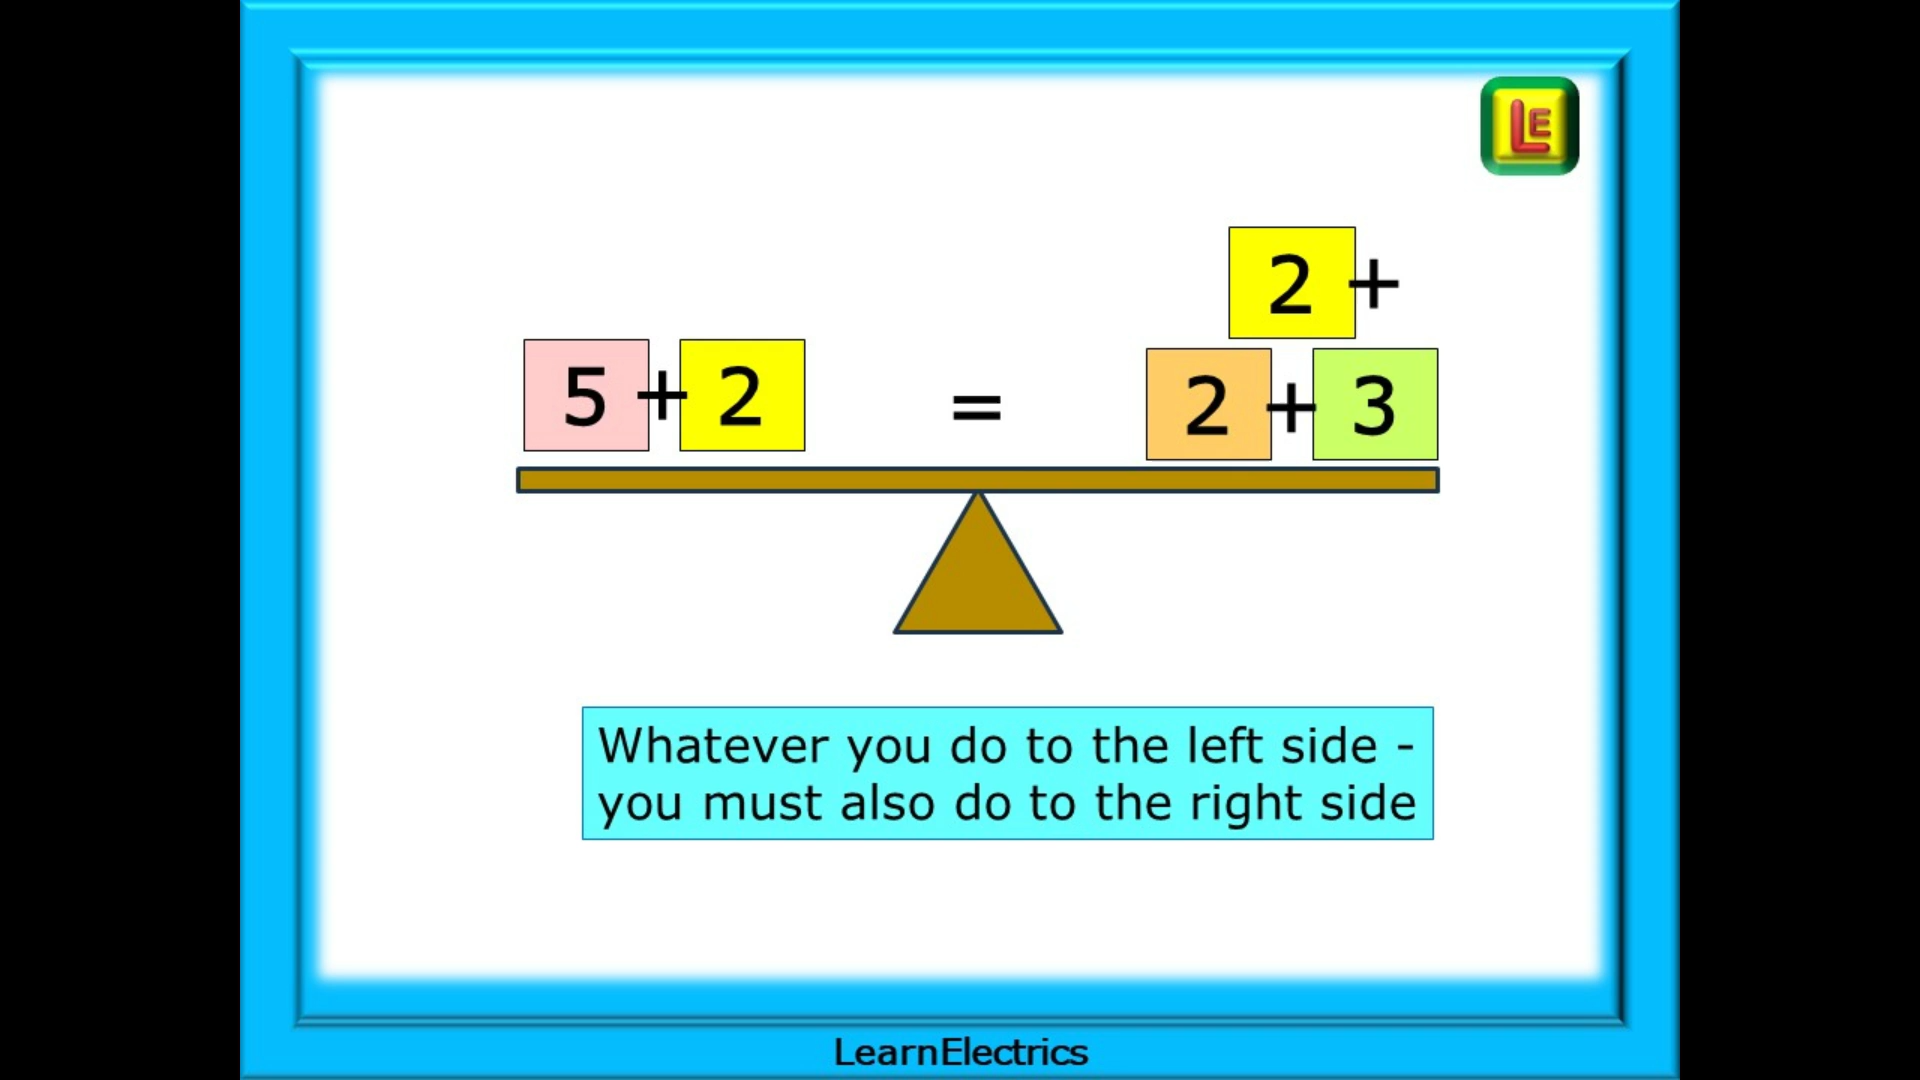 LE
2 +
5 + 2 = 2 + 3
Whatever you do to the left side -
you must also do to the right side
LearnElectrics